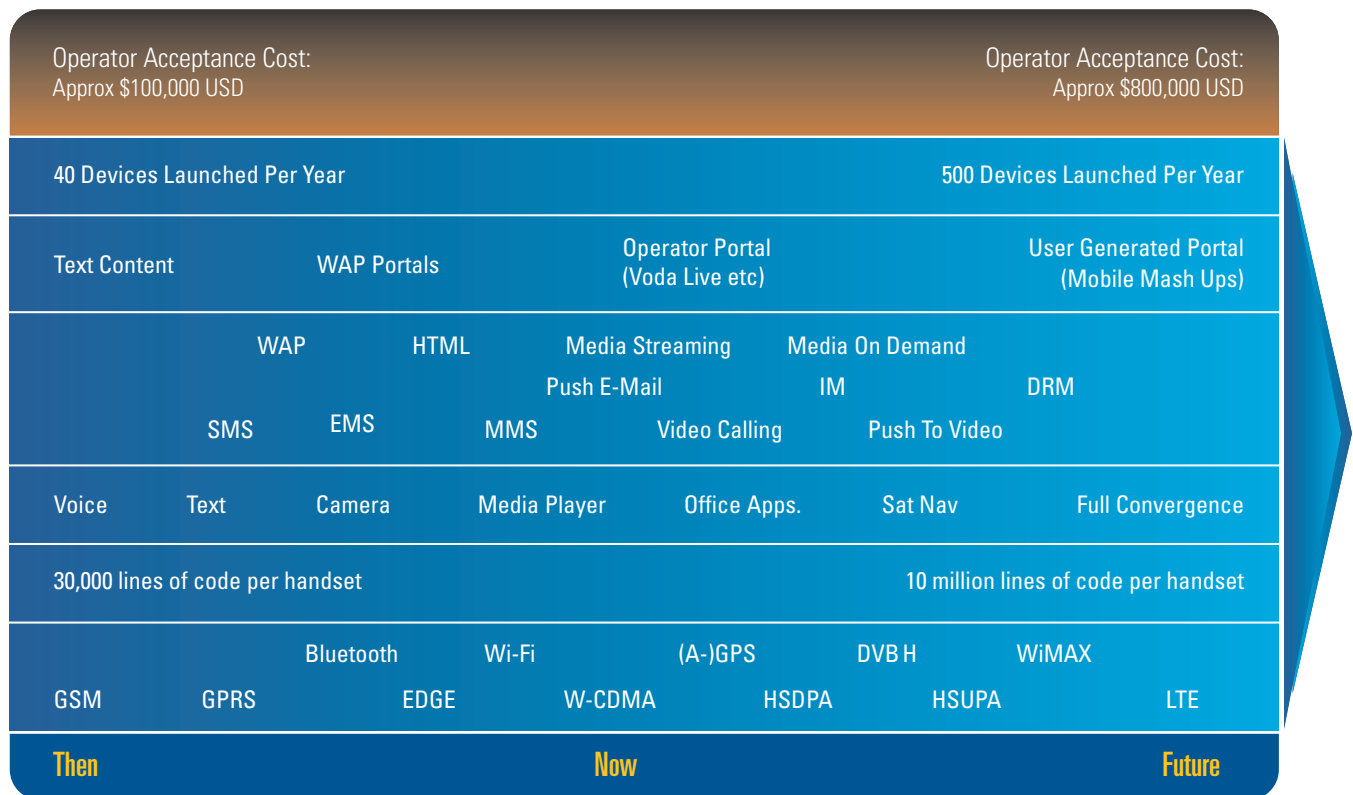 Operator Acceptance Cost:
Approx $100,000 USD
Operator Acceptance Cost:
Approx $800,000 USD
40 Devices Launched Per Year
500 Devices Launched Per Year
Text Content
WAP Portals
Operator Portal
(Voda Live etc)
User Generated Portal
(Mobile Mash Ups)
WAP HTML Media Streaming Media On Demand
Push E-Mail IM DRM
SMS EMS MMS Video Calling Push To Video
Voice Text Camera Media Player Office Apps. Sat Nav Full Convergence
30,000 lines of code per handset
10 million lines of code per handset
Bluetooth Wi-Fi (A-)GPS DVB H WiMAX
GSM GPRS EDGE W-CDMA HSDPA HSUPA LTE
Then Now Future